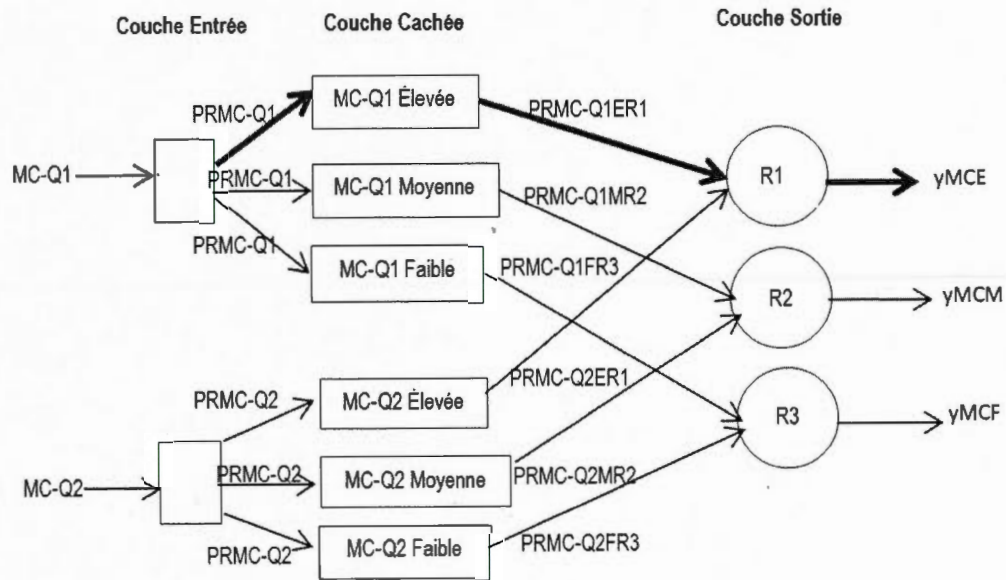 Couche Entrée
Couche Cachée
Couche Sortie
MC-Q1
PRMC-Q1
PRMC-Q1
PRMC-Q1
MC-Q1 Élevée
MC-Q1 Moyenne
MC-Q1 Faible
PRMC-Q1ER1
PRMC-Q1MR2
PRMC-Q1FR3
R1
yMCE
R2
yMCM
R3
yMCF
MC-Q2
PRMC-Q2
PRMC-Q2
PRMC-Q2
MC-Q2 Élevée
MC-Q2 Moyenne
MC-Q2 Faible
PRMC-Q2ER1
PRMC-Q2MR2
PRMC-Q2FR3